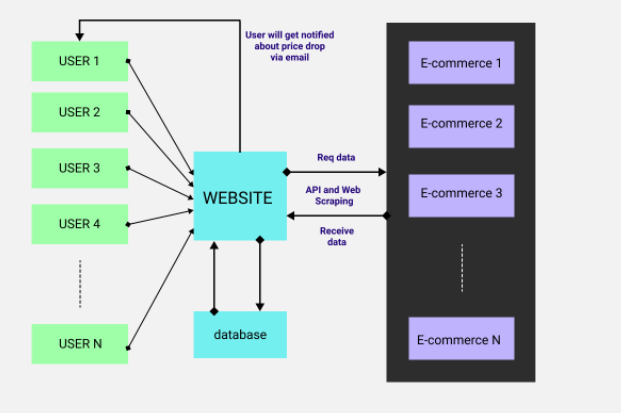 User will get notified
about price drop
via email
USER 1
USER 2
USER 3
USER 4
USER N
WEBSITE
database
Req data
API and Web
Scraping
Receive
data
E-commerce 1
E-commerce 2
E-commerce 3
E-commerce N